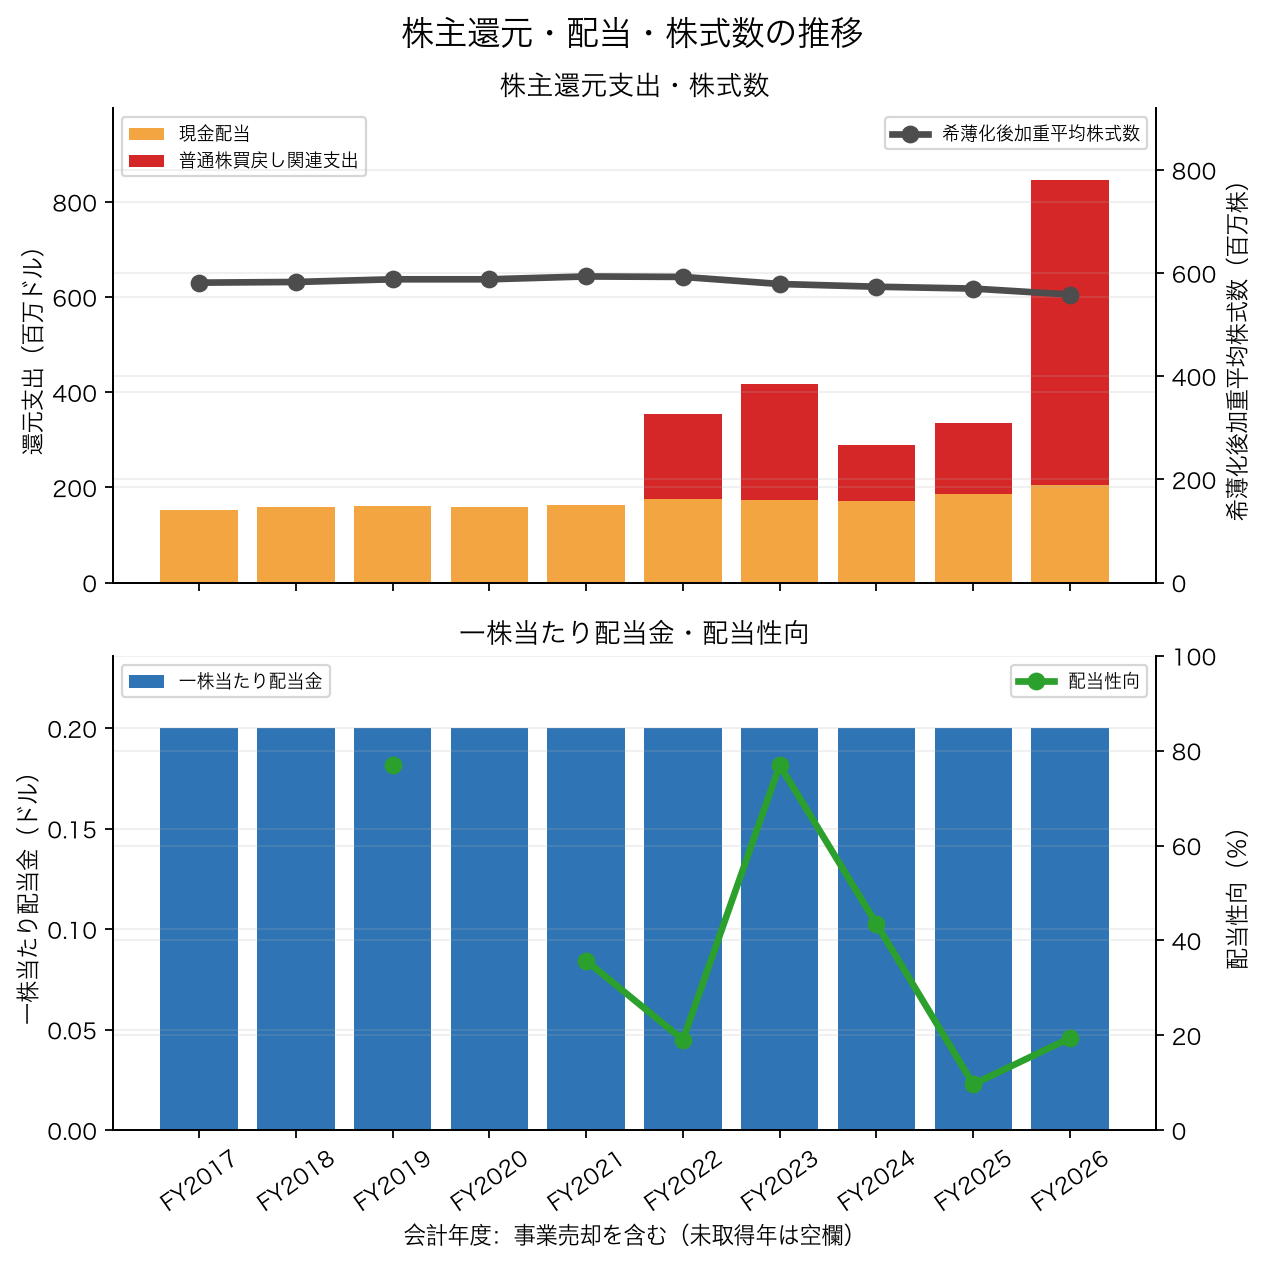 株主還元・配当・株式数の推移
株主還元支出・株式数
現金配当
普通株買戻し関連支出
希薄化後加重平均株式数
800
600
400
200
0
還元支出（百万ドル）
800
600
400
200
0
希薄化後加重平均株式数（百万株）
一株当たり配当金・配当性向
一株当たり配当金
配当性向
0.20
0.15
0.10
0.05
0.00
一株当たり配当金（ドル）
100
80
60
40
20
0
配当性向（%）
FY2017
FY2018
FY2019
FY2020
FY2021
FY2022
FY2023
FY2024
FY2025
FY2026
会計年度：事業売却を含む（未取得年は空欄）